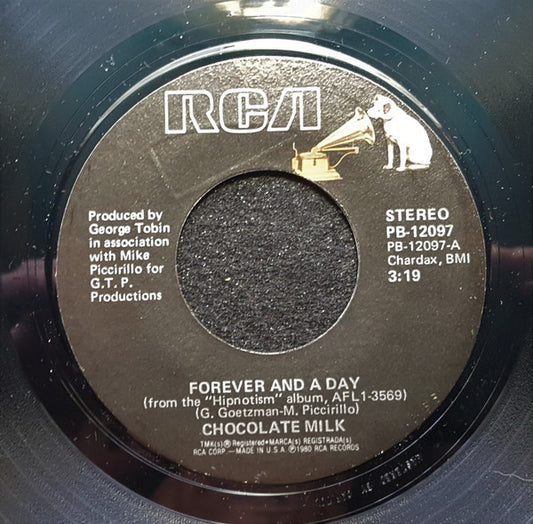 RCA
Produced by
George Tobin
in association
with Mike
Piccirillo for
G.T. P.
Productions
STEREO
PB-12097
PB-12097-A
Chardax, BMI
3:19
FOREVER AND A DAY
(from the "Hipnotism" album, AFL1-3569)
(G. Goetzman-M. Piccirillo)
CHOCOLATE MILK
TMK(s) ® Registered • MARCA(s) REGISTRADA(s)
RCA CORP — MADE IN U.S.A. ℗ 1980 RCA RECORDS